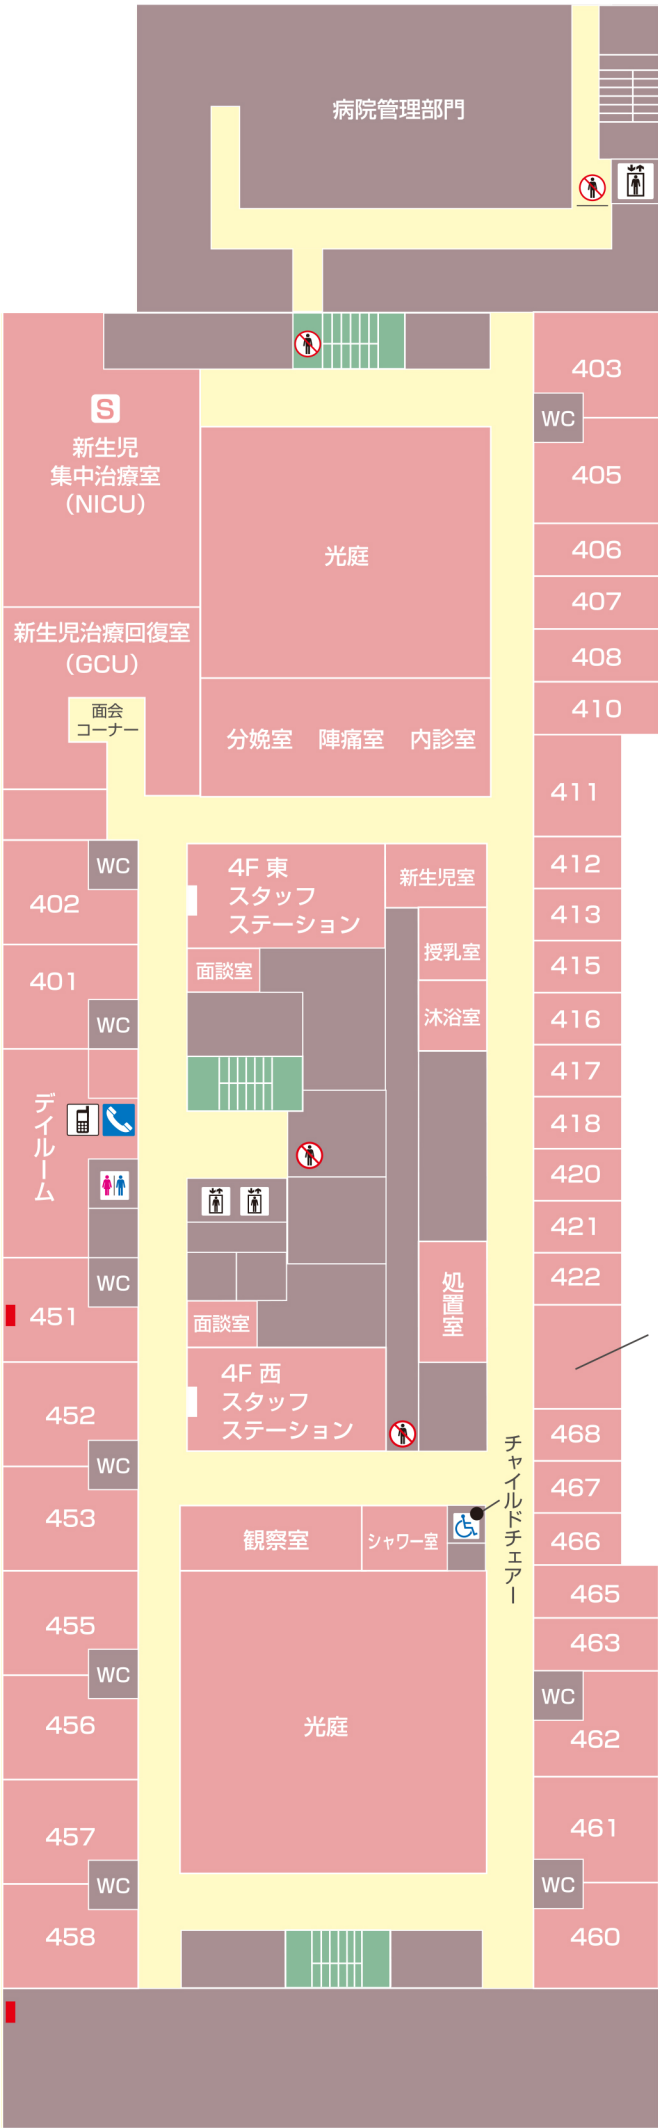 病院管理部門
403
WC
S
新生児
集中治療室
(NICU)
405
光庭
406
407
新生児治療回復室
(GCU)
408
410
面会
コーナー
分娩室 陣痛室 内診室
411
412
WC
4F 東
スタッフ
ステーション
新生児室
402
413
授乳室
415
面談室
401
沐浴室
416
WC
417
デイルーム
418
420
421
422
WC
処置室
451
面談室
4F 西
スタッフ
ステーション
452
468
WC
467
チャイルドチェアー
453
観察室
シャワー室
466
465
455
463
WC
WC
456
光庭
462
457
461
WC
WC
458
460